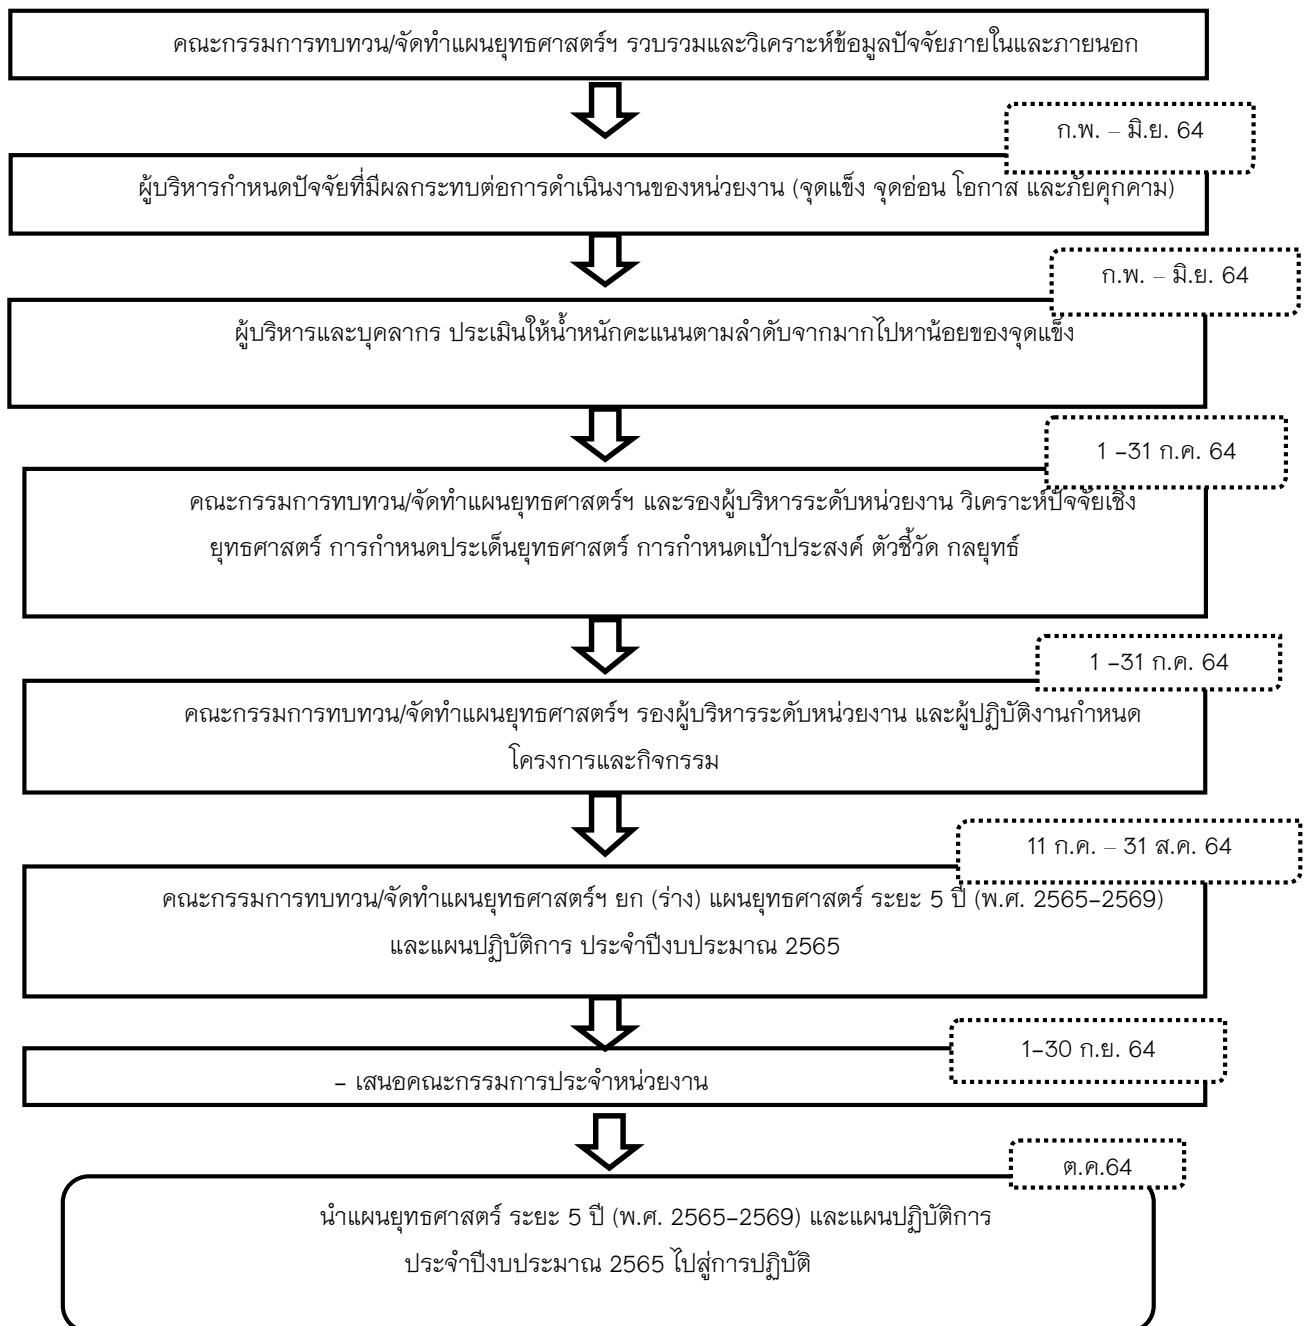 คณะกรรมการทบทวน/จัดทำแผนยุทธศาสตร์ฯ รวบรวมและวิเคราะห์ข้อมูลปัจจัยภายในและภายนอก
ก.พ. – มิ.ย. 64
ผู้บริหารกำหนดปัจจัยที่มีผลกระทบต่อการดำเนินงานของหน่วยงาน (จุดแข็ง จุดอ่อน โอกาส และภัยคุกคาม)
ก.พ. – มิ.ย. 64
ผู้บริหารและบุคลากร ประเมินให้น้ำหนักคะแนนตามลำดับจากมากไปหาน้อยของจุดแข็ง
1 –31 ก.ค. 64
คณะกรรมการทบทวน/จัดทำแผนยุทธศาสตร์ฯ และรองผู้บริหารระดับหน่วยงาน วิเคราะห์ปัจจัยเชิง
ยุทธศาสตร์ การกำหนดประเด็นยุทธศาสตร์ การกำหนดเป้าประสงค์ ตัวชี้วัด กลยุทธ์
1 –31 ก.ค. 64
คณะกรรมการทบทวน/จัดทำแผนยุทธศาสตร์ฯ รองผู้บริหารระดับหน่วยงาน และผู้ปฏิบัติงานกำหนด
โครงการและกิจกรรม
11 ก.ค. – 31 ส.ค. 64
คณะกรรมการทบทวน/จัดทำแผนยุทธศาสตร์ฯ ยก (ร่าง) แผนยุทธศาสตร์ ระยะ 5 ปี (พ.ศ. 2565–2569)
และแผนปฏิบัติการ ประจำปีงบประมาณ 2565
1–30 ก.ย. 64
– เสนอคณะกรรมการประจำหน่วยงาน
ต.ค.64
นำแผนยุทธศาสตร์ ระยะ 5 ปี (พ.ศ. 2565–2569) และแผนปฏิบัติการ
ประจำปีงบประมาณ 2565 ไปสู่การปฏิบัติ